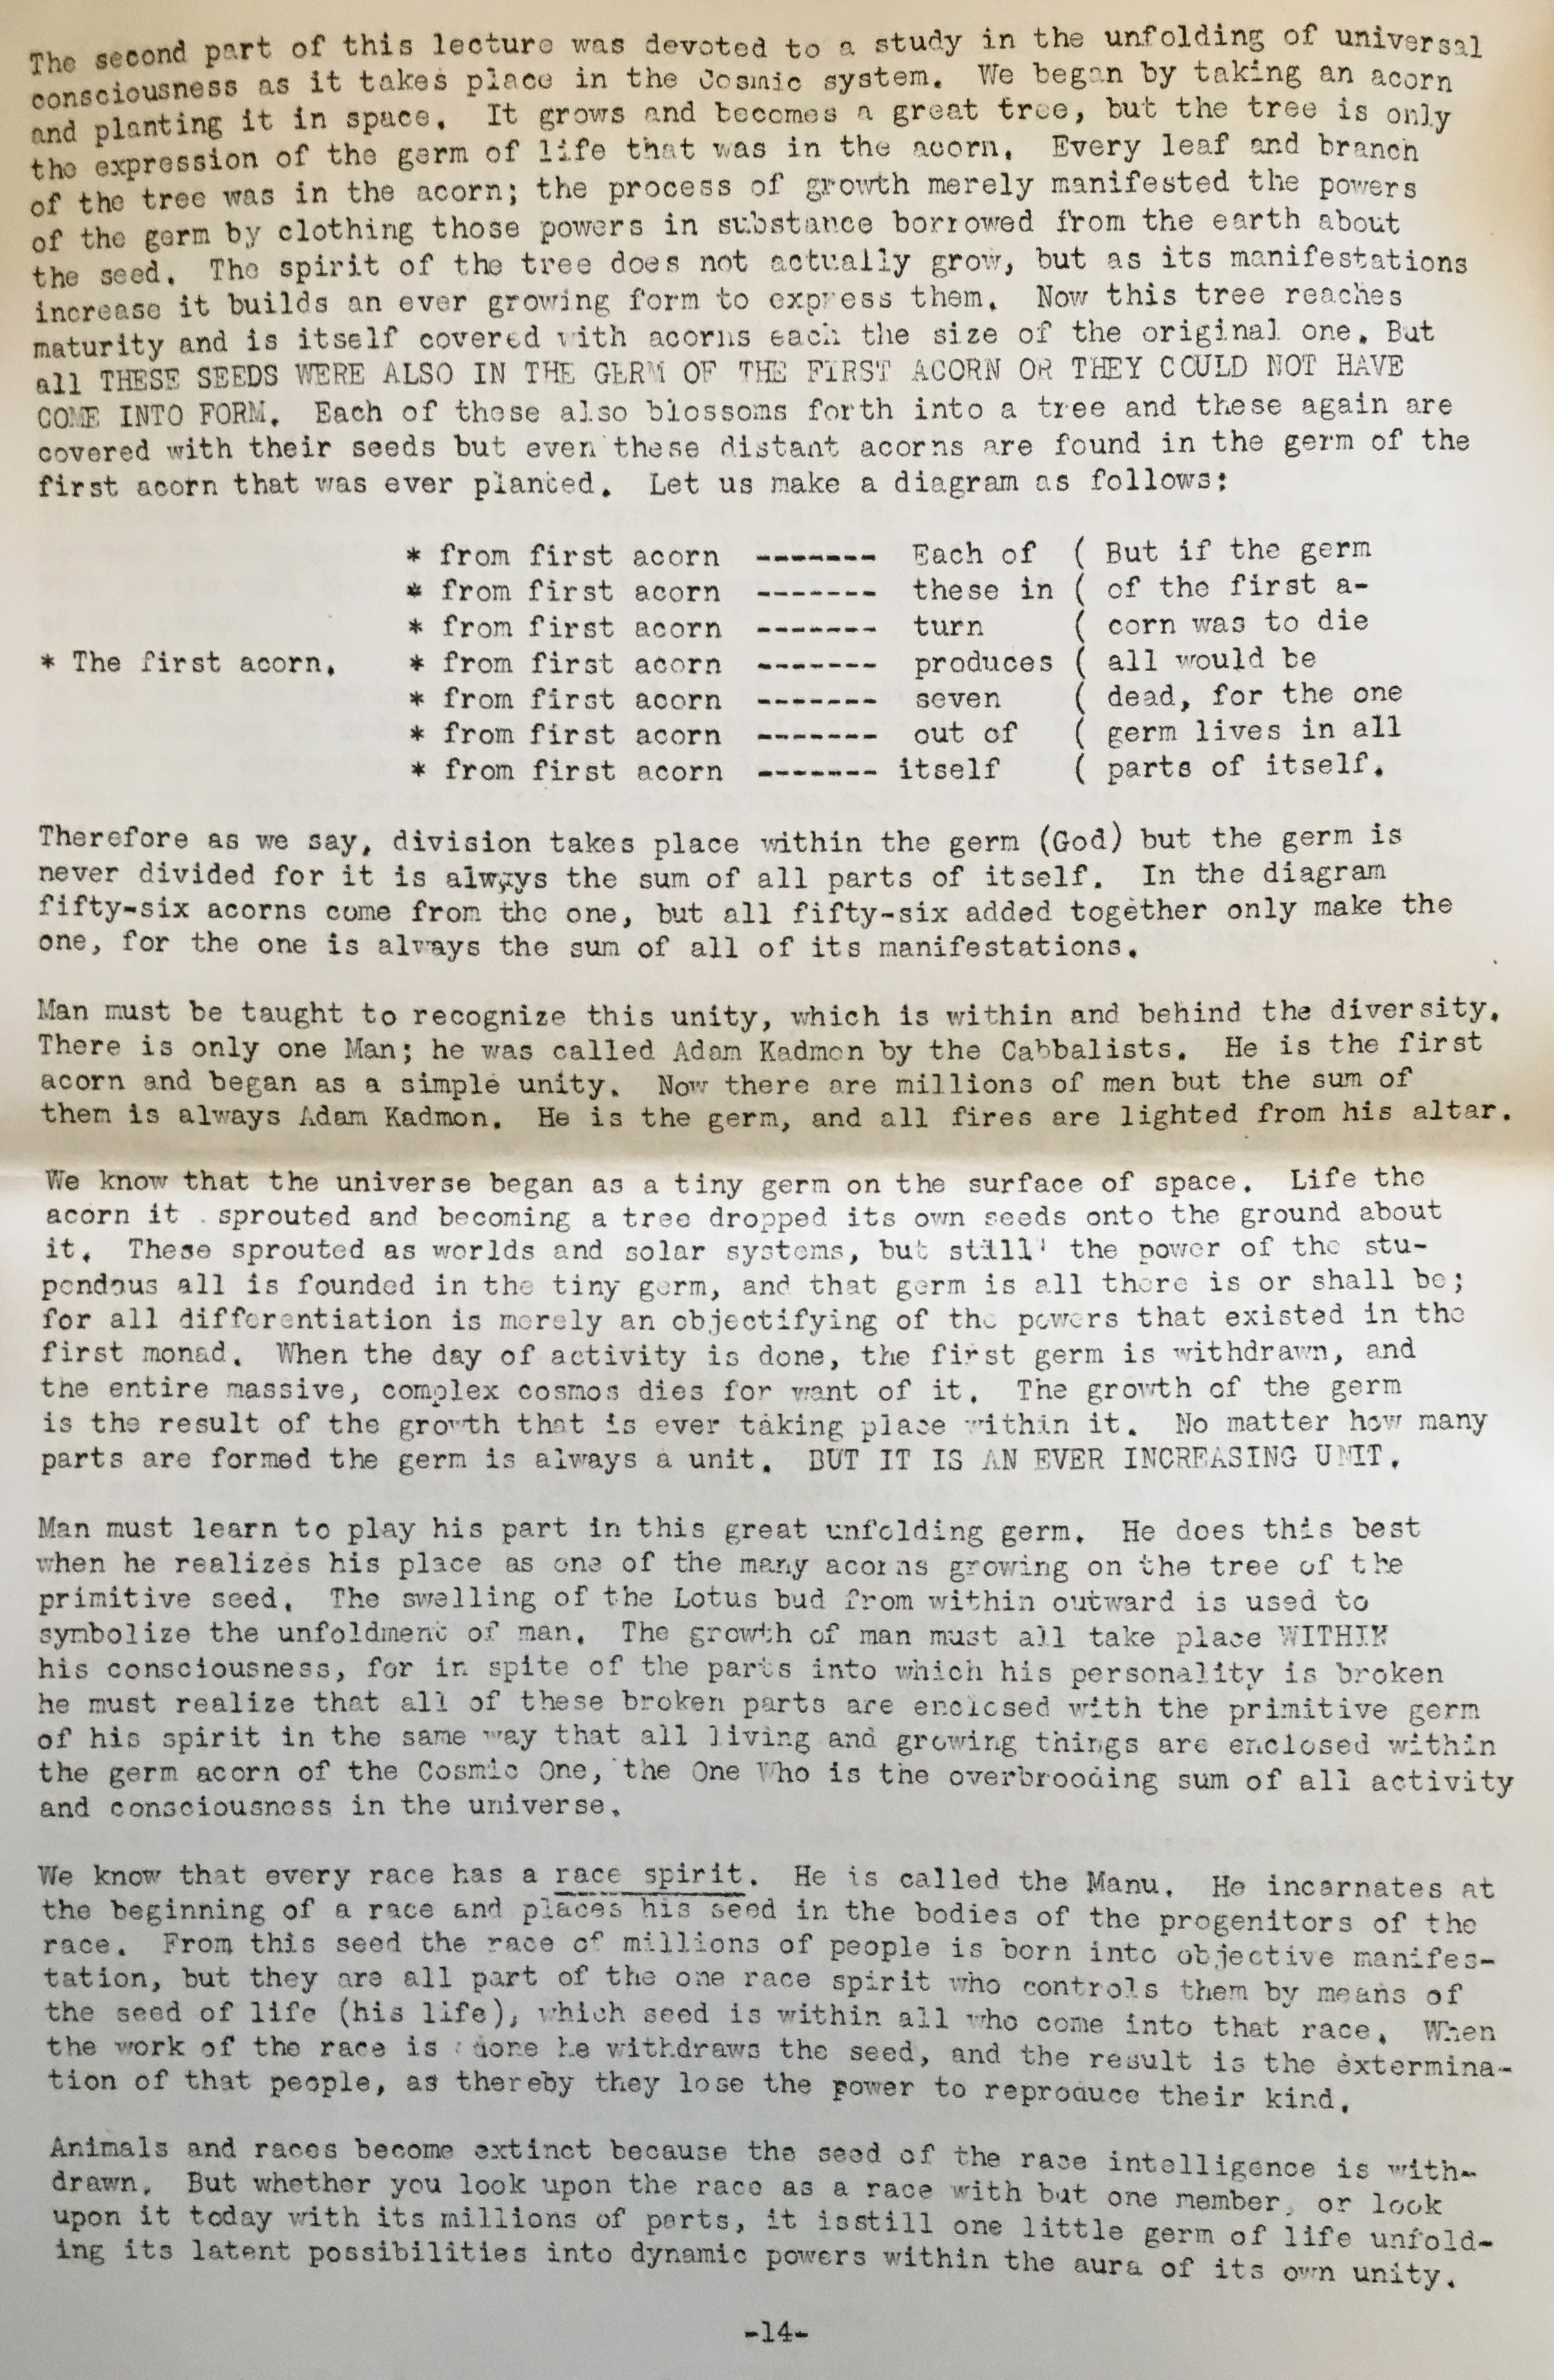 The second part of this lecture was devoted to a study in the unfolding of universal
consciousness as it takes place in the Cosmic system.  We began by taking an acorn
and planting it in space.  It grows and becomes a great tree, but the tree is only
the expression of the germ of life that was in the acorn.  Every leaf and branch
of the tree was in the acorn; the process of growth merely manifested the powers
of the germ by clothing those powers in substance borrowed from the earth about
the seed.  The spirit of the tree does not actually grow, but as its manifestations
increase it builds an ever growing form to express them.  Now this tree reaches
maturity and is itself covered with acorns each the size of the original one. But
all THESE SEEDS WERE ALSO IN THE GERM OF THE FIRST ACORN OR THEY COULD NOT HAVE
COME INTO FORM.  Each of these also blossoms forth into a tree and these again are
covered with their seeds but even these distant acorns are found in the germ of the
first acorn that was ever planted.  Let us make a diagram as follows:
* from first acorn ------- Each of ( But if the germ
* from first acorn ------- these in ( of the first a-
* from first acorn ------- turn ( corn was to die
* The first acorn. * from first acorn ------- produces ( all would be
* from first acorn ------- seven ( dead, for the one
* from first acorn ------- out of ( germ lives in all
* from first acorn ------- itself ( parts of itself.
Therefore as we say, division takes place within the germ (God) but the germ is
never divided for it is always the sum of all parts of itself.  In the diagram
fifty-six acorns come from the one, but all fifty-six added together only make the
one, for the one is always the sum of all of its manifestations.
Man must be taught to recognize this unity, which is within and behind the diversity.
There is only one Man; he was called Adam Kadmon by the Cabbalists.  He is the first
acorn and began as a simple unity.  Now there are millions of men but the sum of
them is always Adam Kadmon.  He is the germ, and all fires are lighted from his altar.
We know that the universe began as a tiny germ on the surface of space.  Life the
acorn it . sprouted and becoming a tree dropped its own seeds onto the ground about
it.  These sprouted as worlds and solar systems, but still' the power of the stu-
pendous all is founded in the tiny germ, and that germ is all there is or shall be;
for all differentiation is merely an objectifying of the powers that existed in the
first monad.  When the day of activity is done, the first germ is withdrawn, and
the entire massive, complex cosmos dies for want of it.  The growth of the germ
is the result of the growth that is ever taking place within it.  No matter how many
parts are formed the germ is always a unit.  BUT IT IS AN EVER INCREASING UNIT.
Man must learn to play his part in this great unfolding germ.  He does this best
when he realizes his place as one of the many acorns growing on the tree of the
primitive seed.  The swelling of the Lotus bud from within outward is used to
symbolize the unfoldment of man.  The growth of man must all take place WITHIN
his consciousness, for in spite of the parts into which his personality is broken
he must realize that all of these broken parts are enclosed with the primitive germ
of his spirit in the same way that all living and growing things are enclosed within
the germ acorn of the Cosmic One, the One Who is the overbrooding sum of all activity
and consciousness in the universe.
We know that every race has a race spirit.  He is called the Manu.  He incarnates at
the beginning of a race and places his seed in the bodies of the progenitors of the
race.  From this seed the race of millions of people is born into objective manifes-
tation, but they are all part of the one race spirit who controls them by means of
the seed of life (his life), which seed is within all who come into that race.  When
the work of the race is done he withdraws the seed, and the result is the extermina-
tion of that people, as thereby they lose the power to reproduce their kind.
Animals and races become extinct because the seed of the race intelligence is with-
drawn.  But whether you look upon the race as a race with but one member, or look
upon it today with its millions of parts, it isstill one little germ of life unfold-
ing its latent possibilities into dynamic powers within the aura of its own unity.
-14-